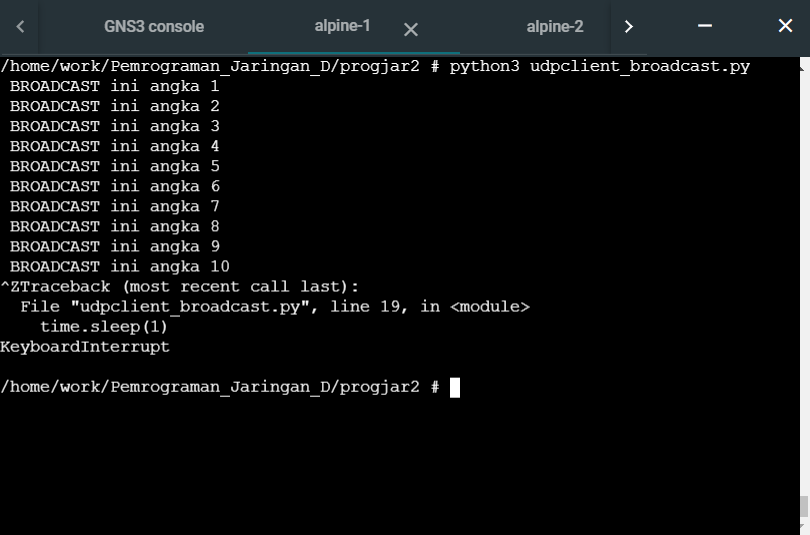 GNS3 console
alpine-1
alpine-2
/home/work/Pemrograman_Jaringan_D/progjar2 # python3 udpclient_broadcast.py
BROADCAST ini angka 1
BROADCAST ini angka 2
BROADCAST ini angka 3
BROADCAST ini angka 4
BROADCAST ini angka 5
BROADCAST ini angka 6
BROADCAST ini angka 7
BROADCAST ini angka 8
BROADCAST ini angka 9
BROADCAST ini angka 10
^ZTraceback (most recent call last):
  File "udpclient_broadcast.py", line 19, in <module>
    time.sleep(1)
KeyboardInterrupt
/home/work/Pemrograman_Jaringan_D/progjar2 #